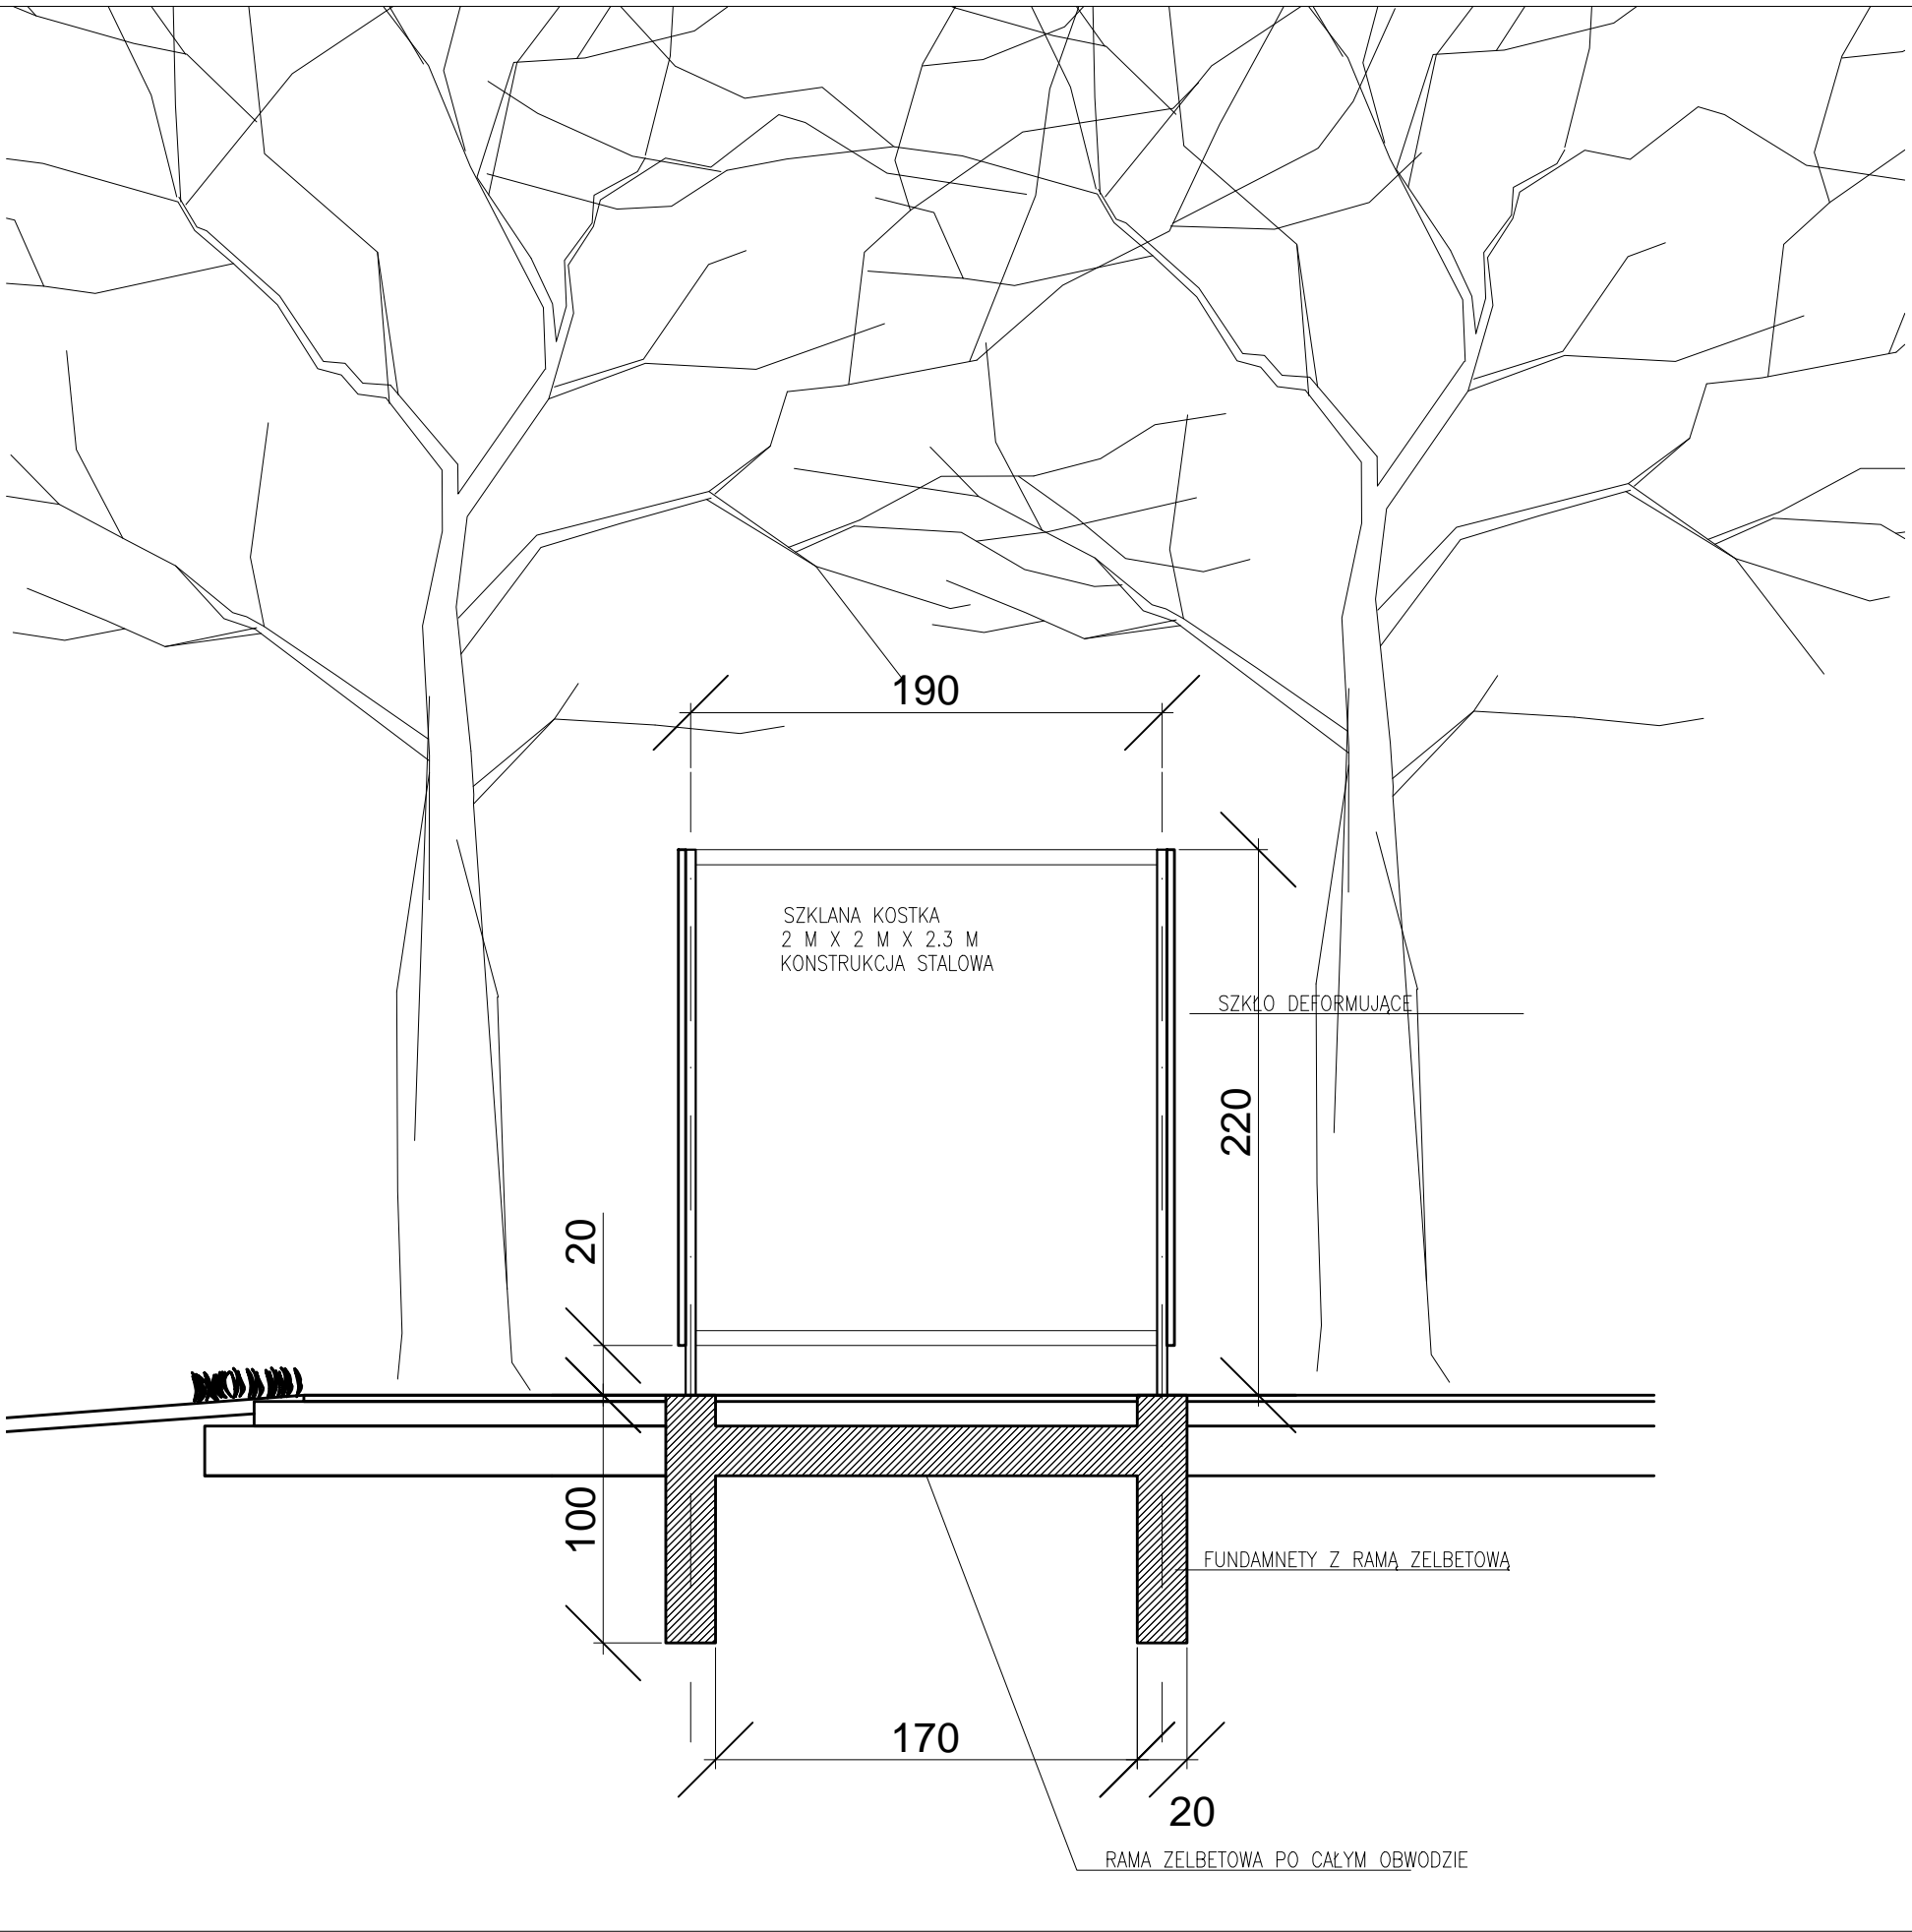 190
SZKLANA KOSTKA
2 M X 2 M X 2.3 M
KONSTRUKCJA STALOWA
SZKŁO DEFORMUJĄCE
220
20
100
FUNDAMNETY Z RAMĄ ZELBETOWĄ
170
20
RAMA ZELBETOWA PO CAŁYM OBWODZIE